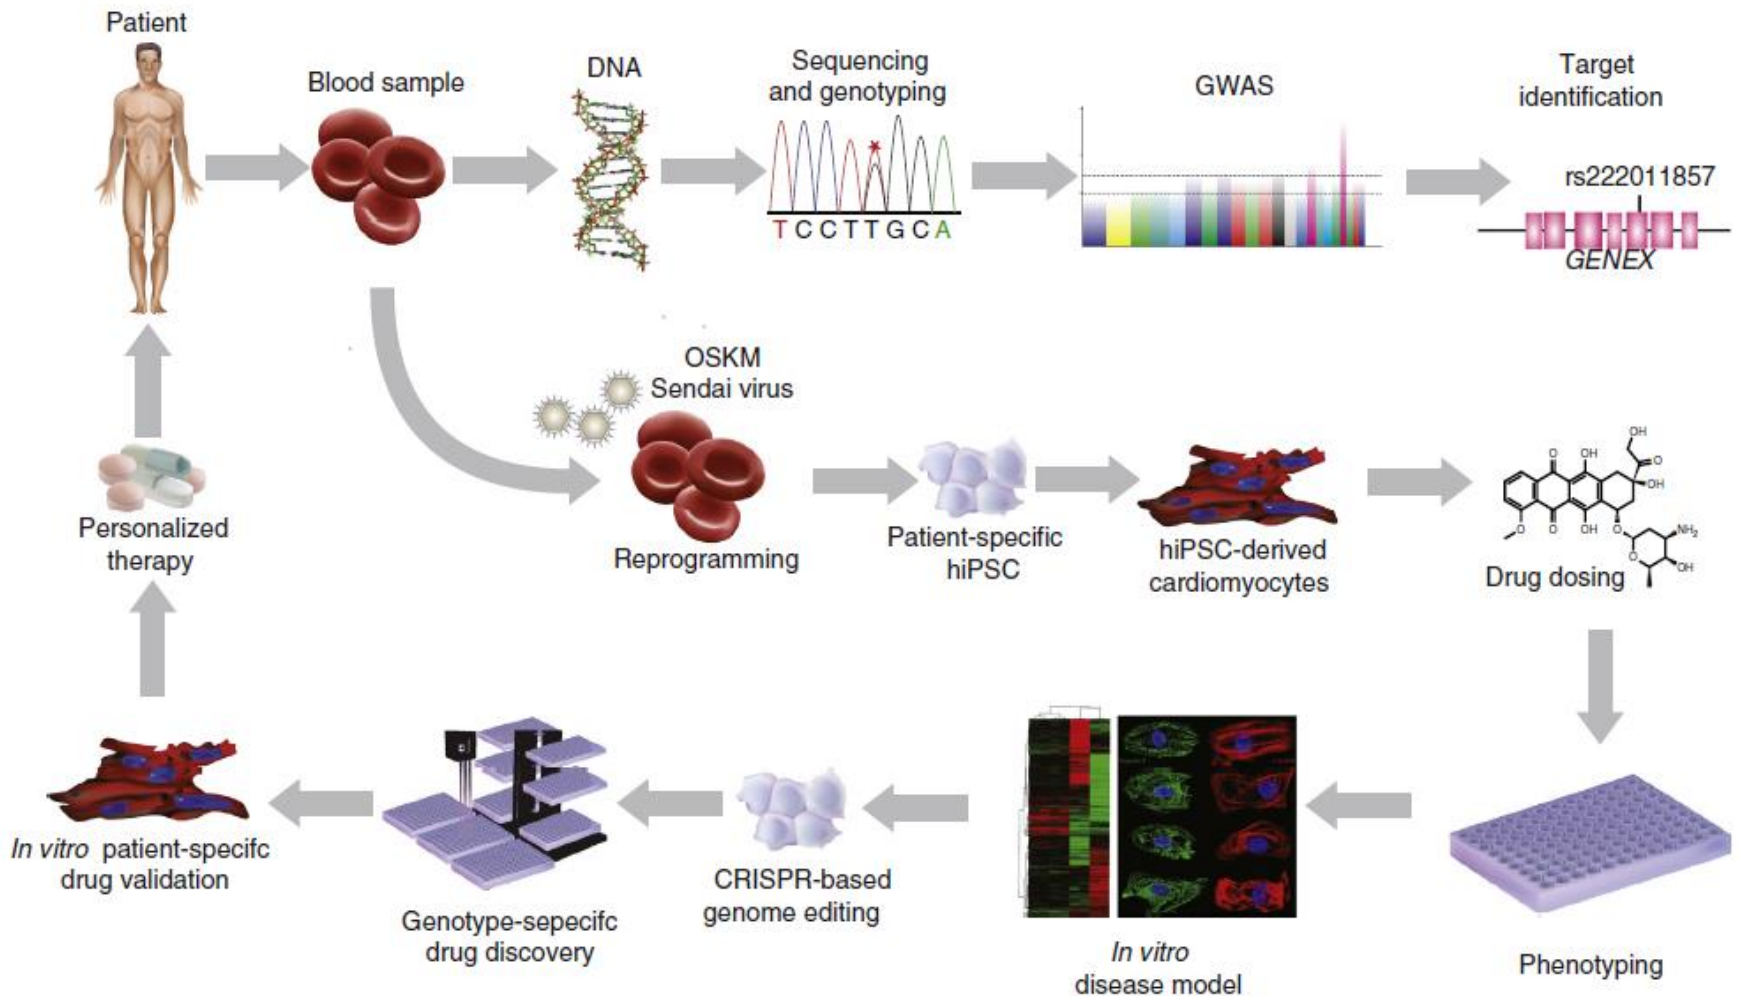 Patient
Blood sample
DNA
Sequencing
and genotyping
GWAS
Target
identification
rs222011857
TCCTTGCA
GENEX
OSKM
Sendai virus
Reprogramming
Patient-specific
hiPSC
hiPSC-derived
cardiomyocytes
OH
O
OH
O
OH
O
O
OH
O
NH2
O
OH
Drug dosing
Personalized
therapy
In vitro patient-specifc
drug validation
Genotype-sepecifc
drug discovery
CRISPR-based
genome editing
In vitro
disease model
Phenotyping